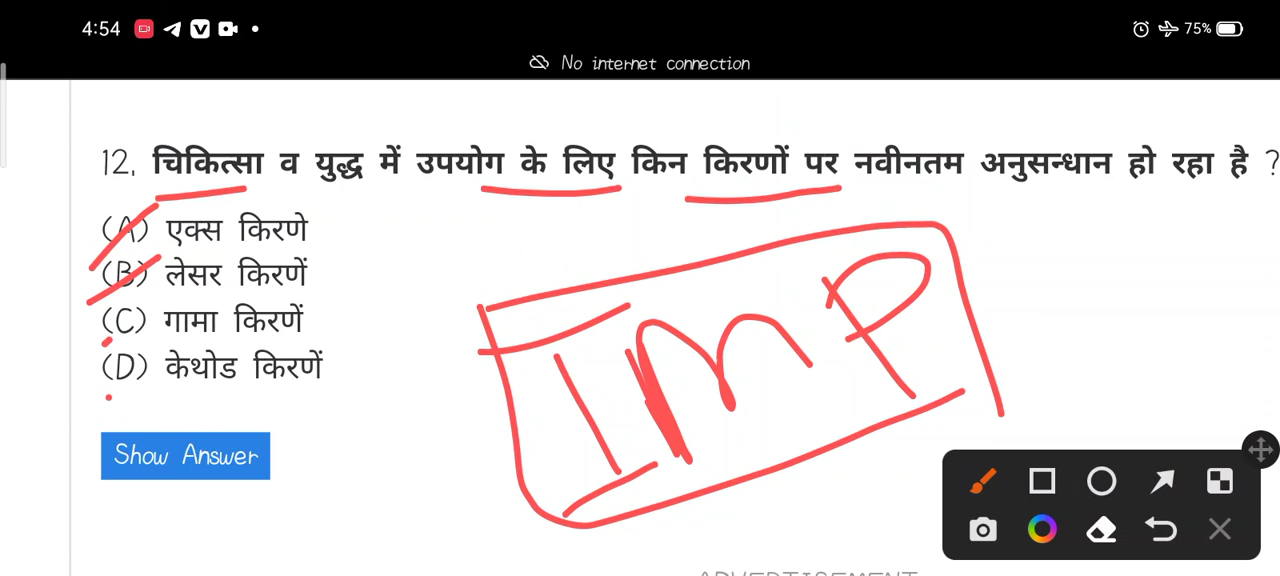 4:54
75%
No internet connection
12. चिकित्सा व युद्ध में उपयोग के लिए किन किरणों पर नवीनतम अनुसन्धान हो रहा है ?
(A) एक्स किरणे
(B) लेसर किरणें
(C) गामा किरणें
(D) केथोड किरणें
IMP
Show Answer
ADVERTISEMENT